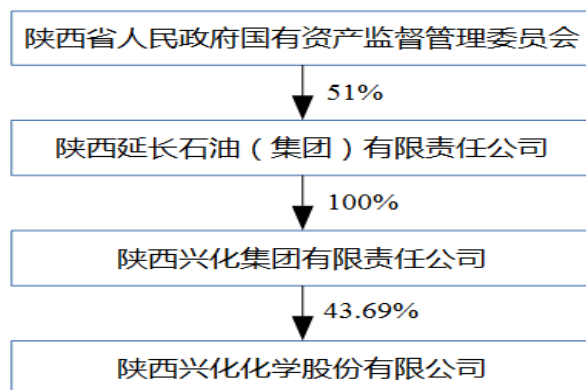 陕西省人民政府国有资产监督管理委员会
51%
陕西延长石油（集团）有限责任公司
100%
陕西兴化集团有限责任公司
43.69%
陕西兴化化学股份有限公司